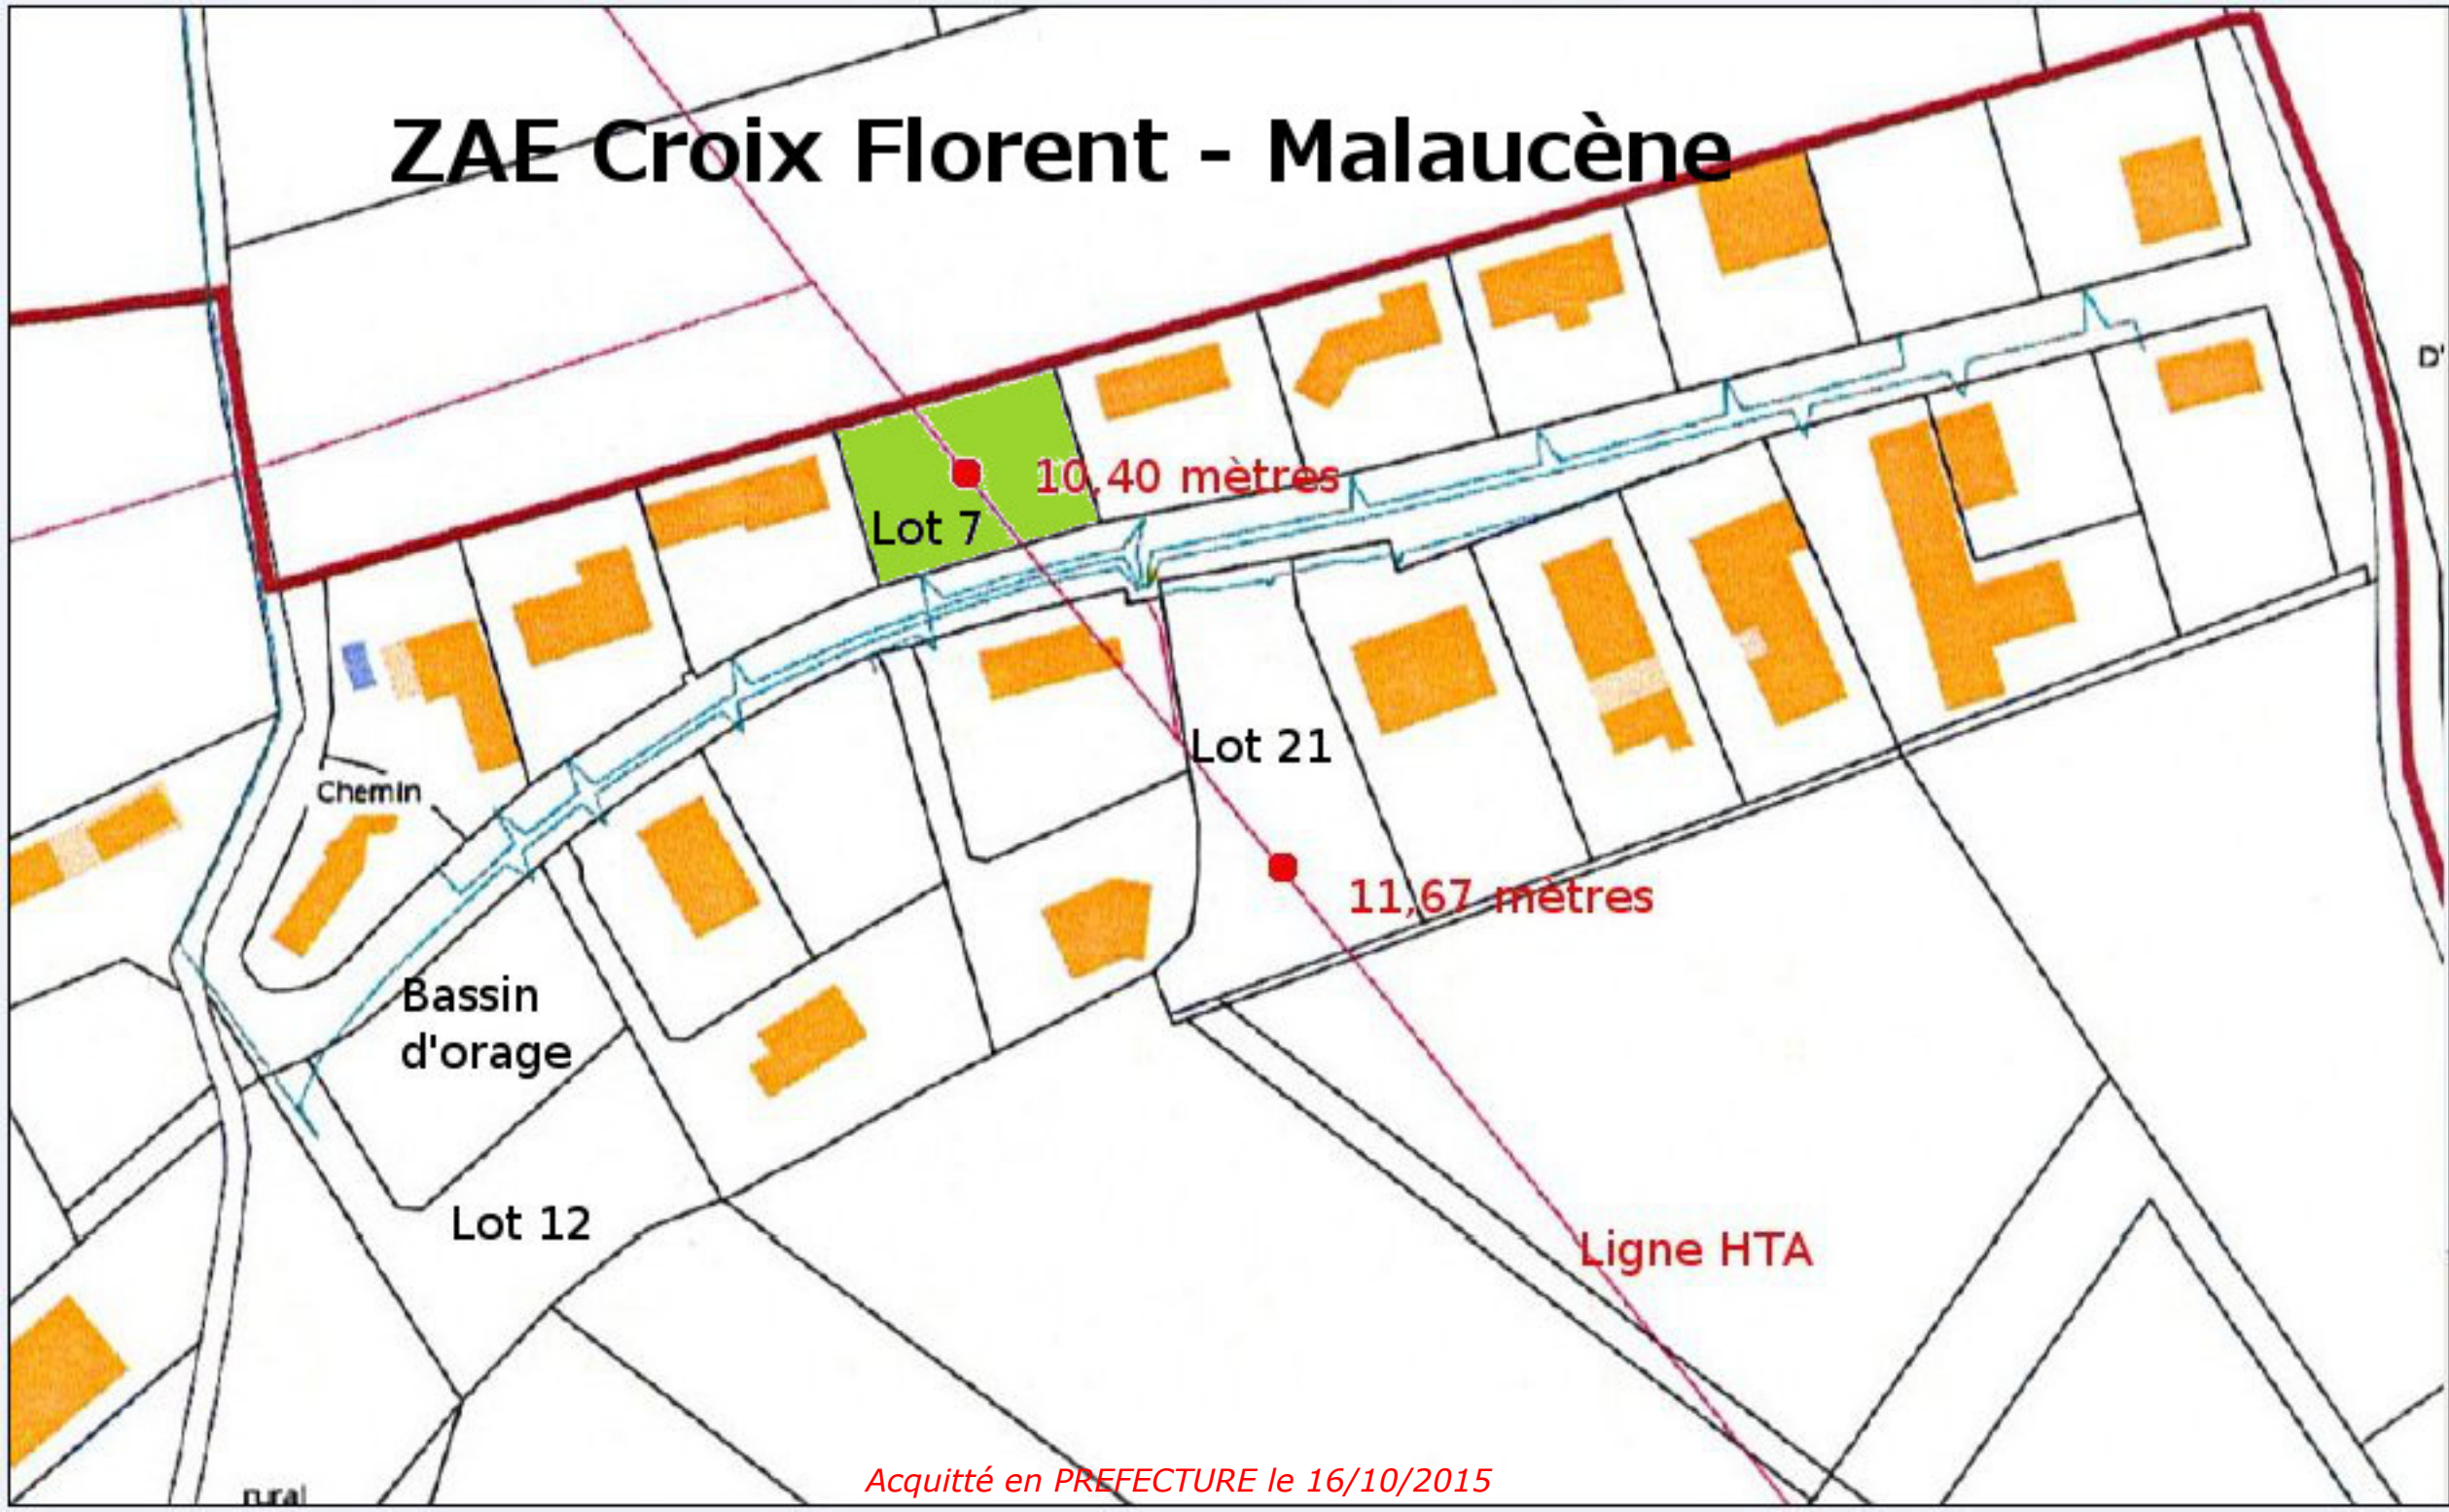 ZAE Croix Florent - Malaucène
D'
10,40 mètres
Lot 7
Lot 21
Chemin
11,67 mètres
Bassin
d'orage
Lot 12
Ligne HTA
Acquitté en PREFECTURE le 16/10/2015
rural